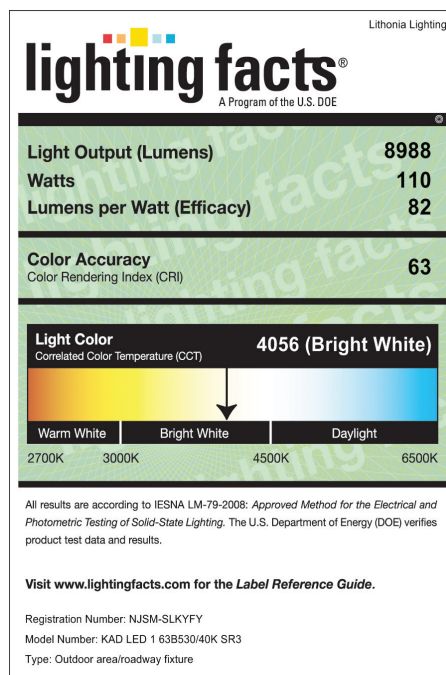 Lithonia Lighting
lighting facts®
A Program of the U.S. DOE
Light Output (Lumens) 8988
Watts 110
Lumens per Watt (Efficacy) 82
Color Accuracy
Color Rendering Index (CRI) 63
Light Color
Correlated Color Temperature (CCT) 4056 (Bright White)
Warm White Bright White Daylight
2700K 3000K 4500K 6500K
All results are according to IESNA LM-79-2008: Approved Method for the Electrical and
Photometric Testing of Solid-State Lighting. The U.S. Department of Energy (DOE) verifies
product test data and results.
Visit www.lightingfacts.com for the Label Reference Guide.
Registration Number: NJSM-SLKYFY
Model Number: KAD LED 1 63B530/40K SR3
Type: Outdoor area/roadway fixture